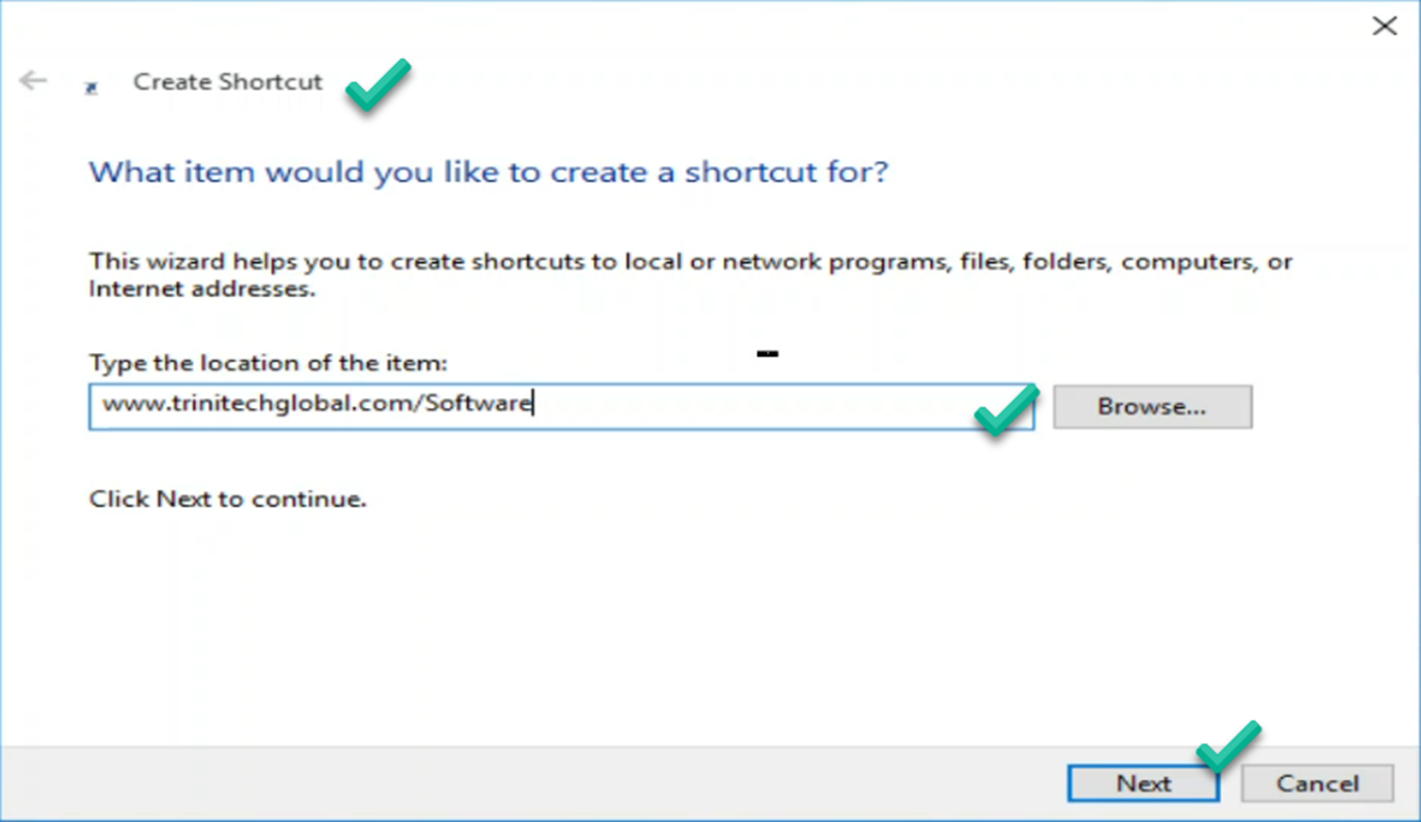 Create Shortcut
What item would you like to create a shortcut for?
This wizard helps you to create shortcuts to local or network programs, files, folders, computers, or
Internet addresses.
Type the location of the item:
www.trinitechglobal.com/Software
Browse...
Click Next to continue.
Next
Cancel